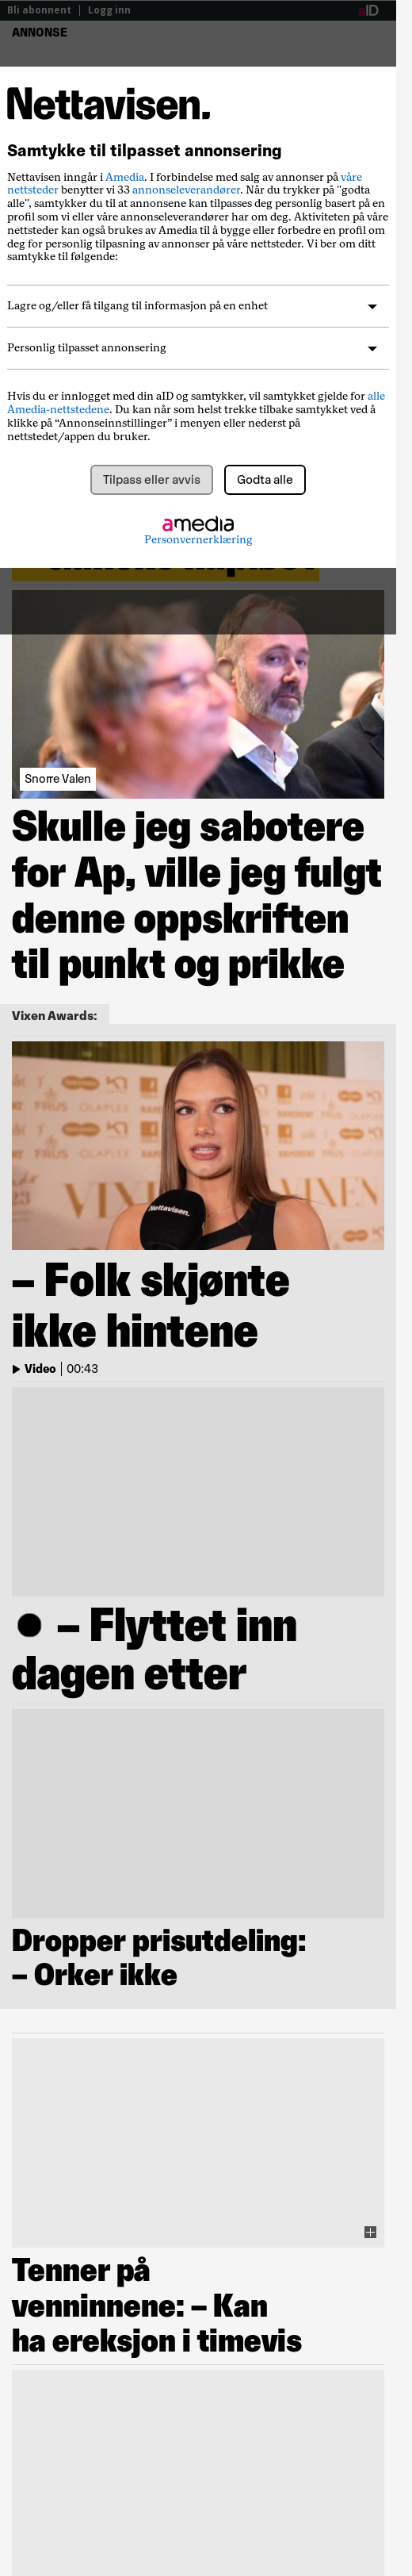 Bli abonnent | Logg inn aID
ANNONSE
Nettavisen.
Samtykke til tilpasset annonsering
Nettavisen inngår i Amedia. I forbindelse med salg av annonser på våre
nettsteder benytter vi 33 annonseleverandører. Når du trykker på "godta
alle", samtykker du til at annonsene kan tilpasses deg personlig basert på en
profil som vi eller våre annonseleverandører har om deg. Aktiviteten på våre
nettsteder kan også brukes av Amedia til å bygge eller forbedre en profil om
deg for personlig tilpasning av annonser på våre nettsteder. Vi ber om ditt
samtykke til følgende:
Lagre og/eller få tilgang til informasjon på en enhet
Personlig tilpasset annonsering
Hvis du er innlogget med din aID og samtykker, vil samtykket gjelde for alle
Amedia-nettstedene. Du kan når som helst trekke tilbake samtykket ved å
klikke på “Annonseinnstillinger” i menyen eller nederst på
nettstedet/appen du bruker.
Tilpass eller avvis
Godta alle
amedia
Personvernerklæring
Snorre Valen
Skulle jeg sabotere
for Ap, ville jeg fulgt
denne oppskriften
til punkt og prikke
Vixen Awards:
Nettavisen.
– Folk skjønte
ikke hintene
Video | 00:43
– Flyttet inn
dagen etter
Dropper prisutdeling:
– Orker ikke
Tenner på
venninnene: – Kan
ha ereksjon i timevis